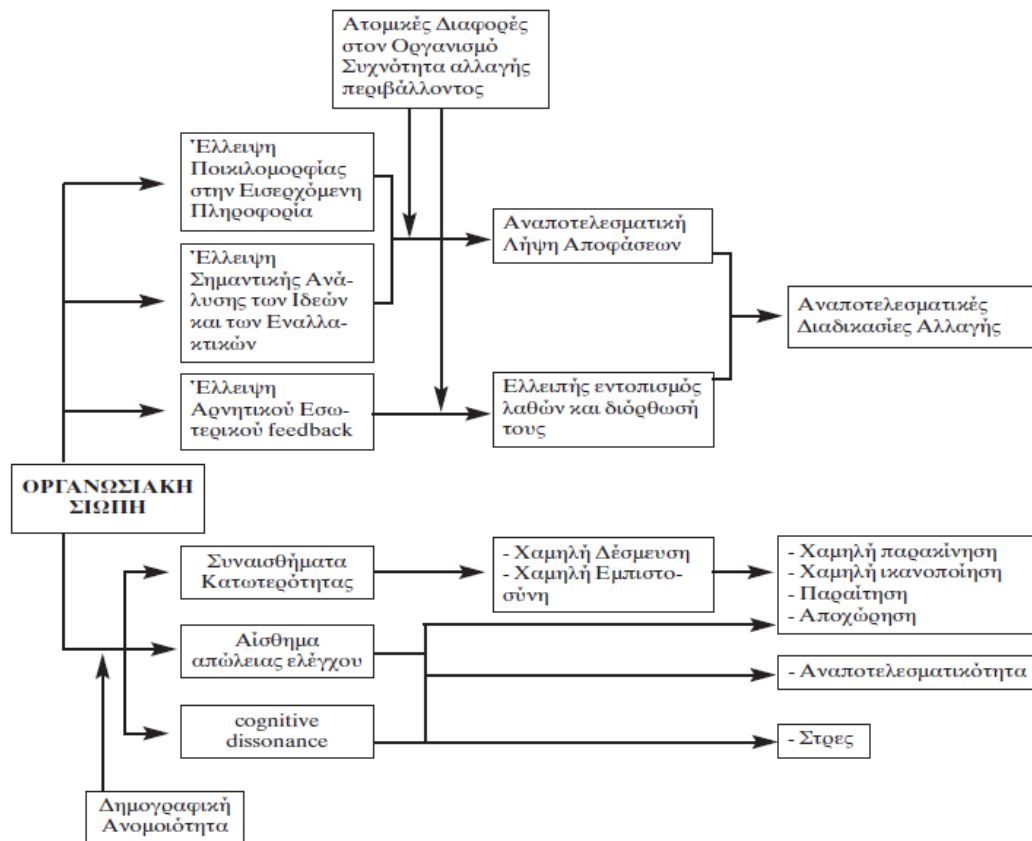 Ατομικές Διαφορές
στον Οργανισμό
Συχνότητα αλλαγής
περιβάλλοντος
Έλλειψη
Ποικιλομορφίας
στην Εισερχόμενη
Πληροφορία
Αναποτελεσματική
Λήψη Αποφάσεων
Έλλειψη
Σημαντικής Ανά-
λυσης των Ιδεών
και των Εναλλα-
κτικών
Αναποτελεσματικές
Διαδικασίες Αλλαγής
Έλλειψη
Αρνητικού Εσω-
τερικού feedback
Ελλειπής εντοπισμός
λαθών και διόρθωσή
τους
ΟΡΓΑΝΩΣΙΑΚΗ
ΣΙΩΠΗ
Συναισθήματα
Κατωτερότητας
- Χαμηλή Δέσμευση
- Χαμηλή Εμπιστο-
σύνη
- Χαμηλή παρακίνηση
- Χαμηλή ικανοποίηση
- Παραίτηση
- Αποχώρηση
Αίσθημα
απώλειας ελέγχου
- Αναποτελεσματικότητα
cognitive
dissonance
- Στρες
Δημογραφική
Ανομοιότητα